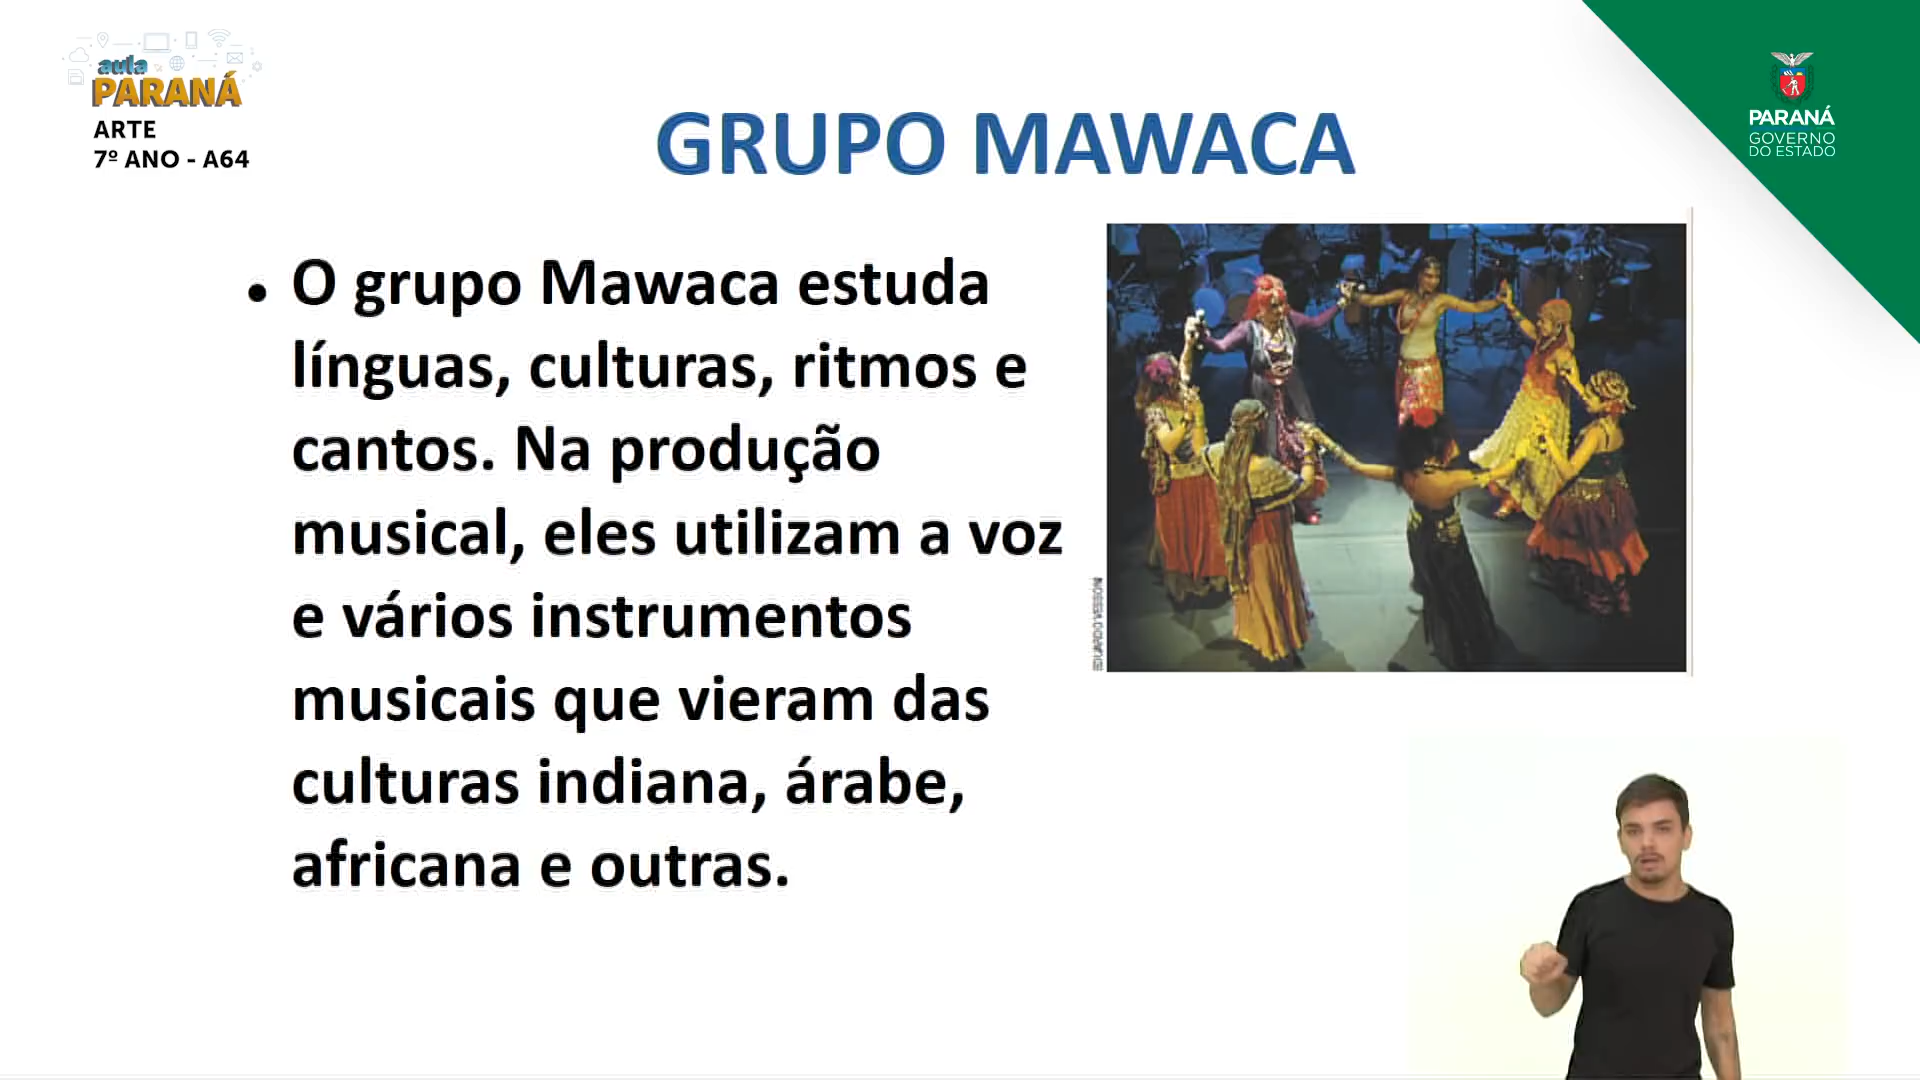 aula
PARANÁ
ARTE
7º ANO - A64
GRUPO MAWACA
PARANÁ
GOVERNO
DO ESTADO
• O grupo Mawaca estuda
línguas, culturas, ritmos e
cantos. Na produção
musical, eles utilizam a voz
e vários instrumentos
musicais que vieram das
culturas indiana, árabe,
africana e outras.